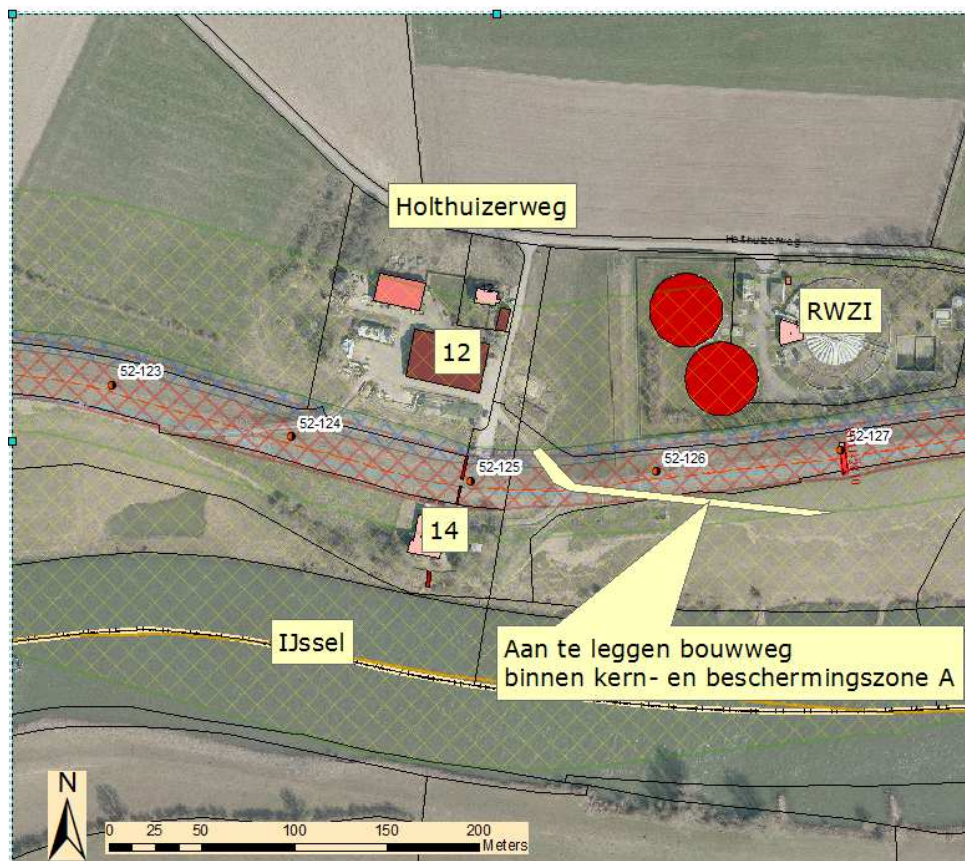 Holthuizerweg
Holthuizerweg
RWZI
12
52-123
52-124
52-125
52-126
52-127
14
IJssel
Aan te leggen bouwweg
binnen kern- en beschermingszone A
N
0 25 50 100 150 200
Meters